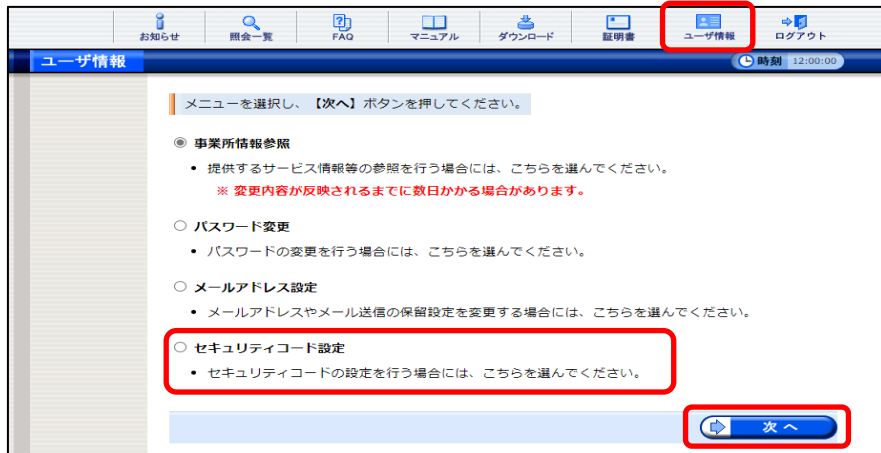 お知らせ 照会一覧 FAQ マニュアル ダウンロード 証明書 ユーザ情報 ログアウト
ユーザ情報 時刻 12:00:00
メニューを選択し、【次へ】ボタンを押してください。
事業所情報参照
• 提供するサービス情報等の参照を行う場合には、こちらを選んでください。
※ 変更内容が反映されるまでに数日かかる場合があります。
パスワード変更
• パスワードの変更を行う場合には、こちらを選んでください。
メールアドレス設定
• メールアドレスやメール送信の保留設定を変更する場合には、こちらを選んでください。
セキュリティコード設定
• セキュリティコードの設定を行う場合には、こちらを選んでください。
次 へ